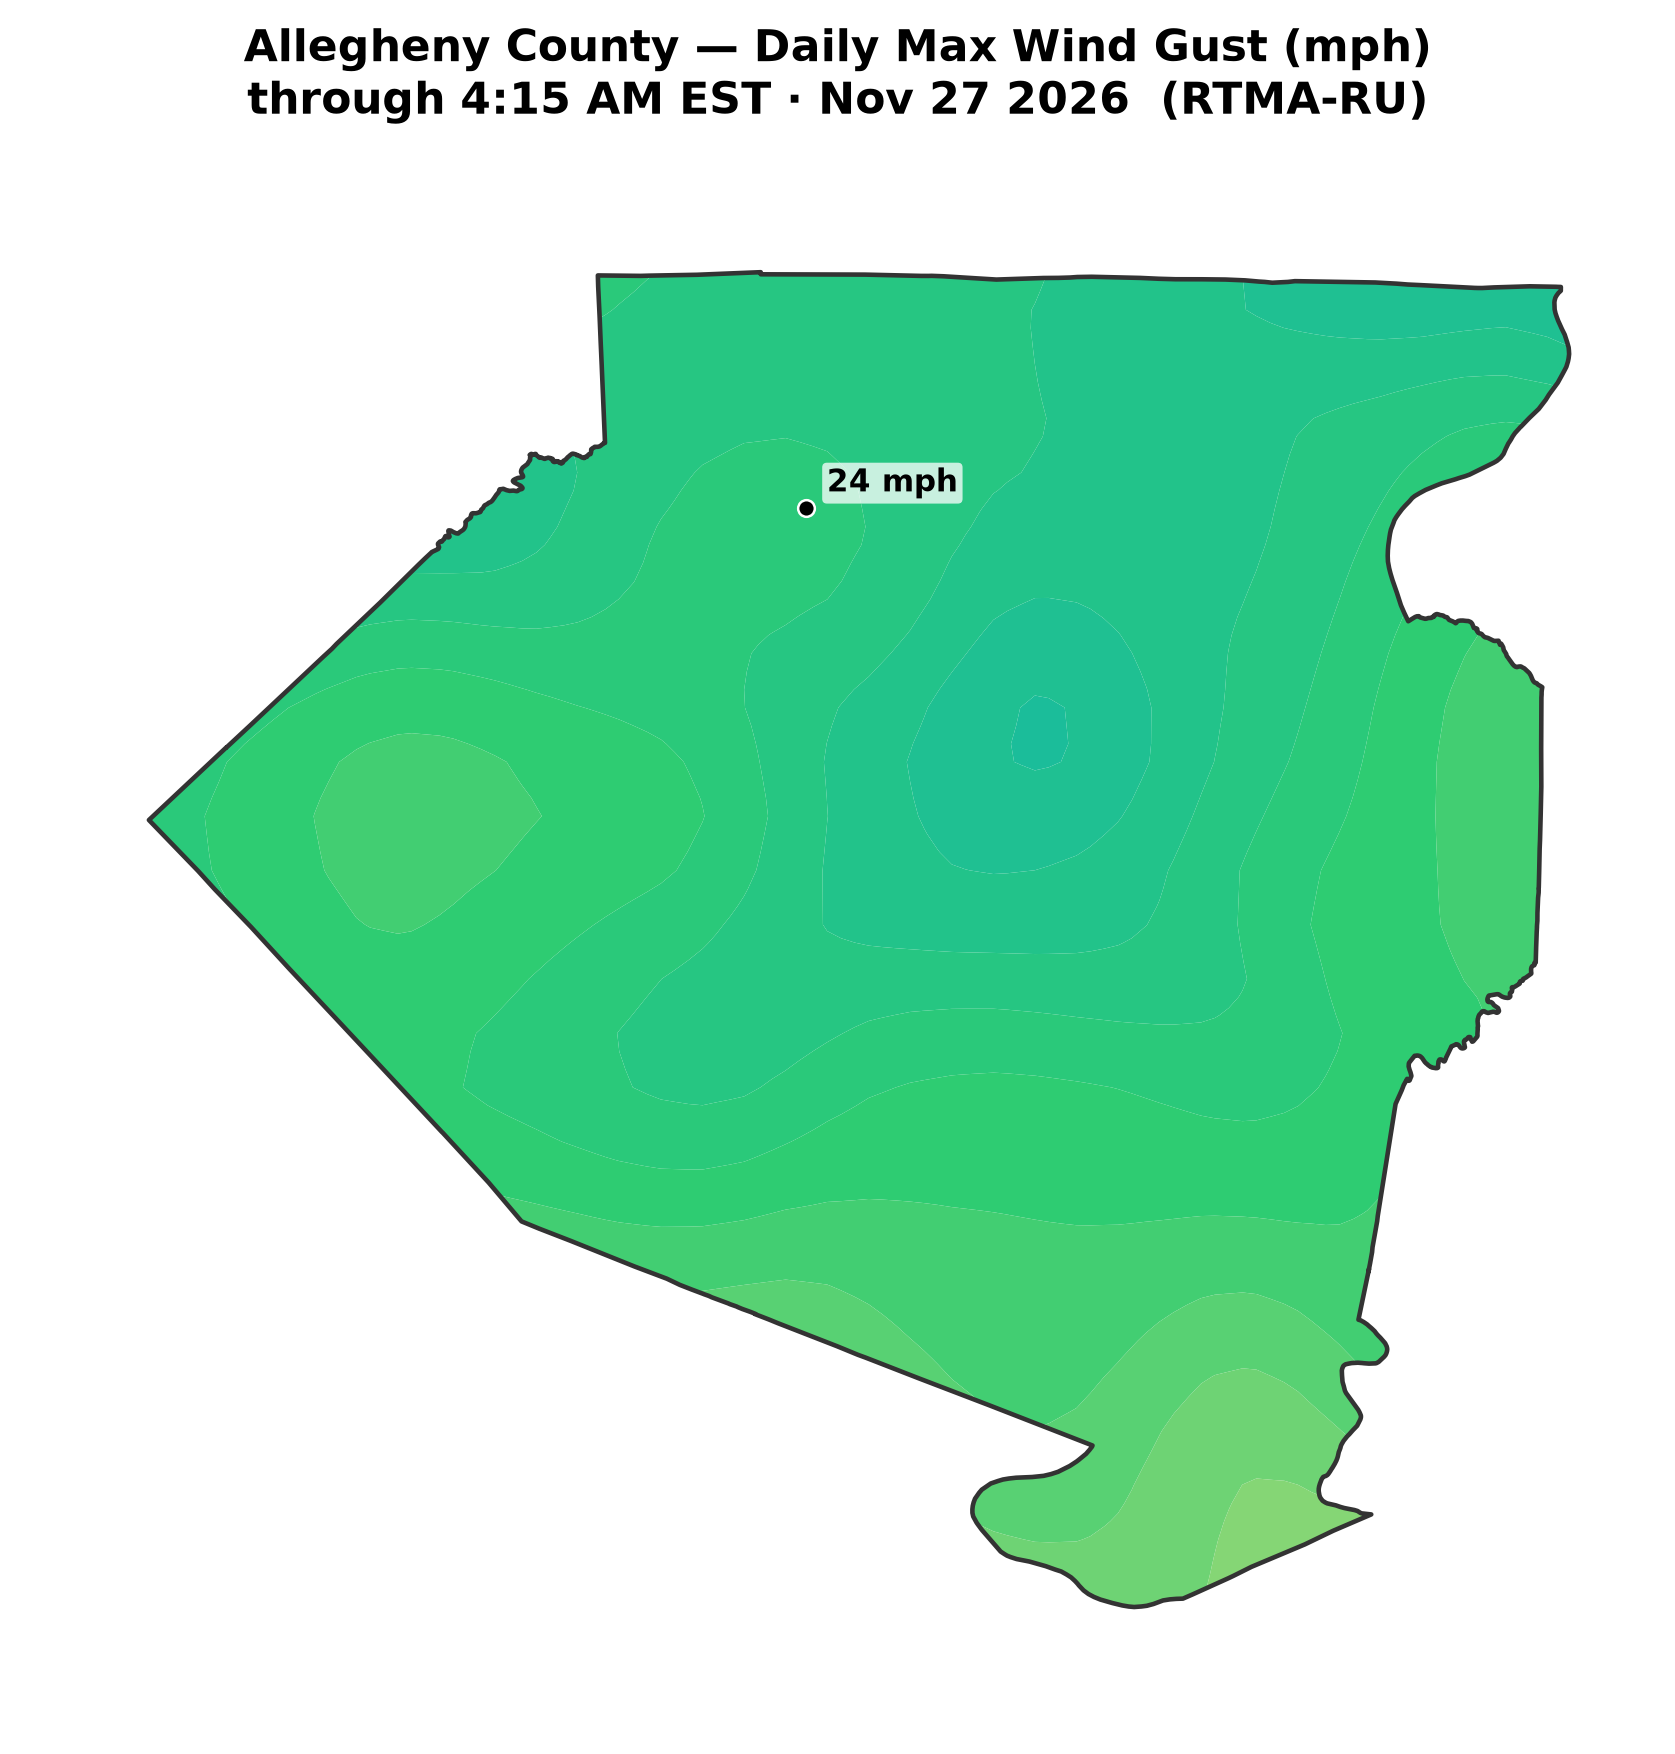 Allegheny County — Daily Max Wind Gust (mph)
through 4:15 AM EST · Nov 27 2026 (RTMA-RU)
24 mph